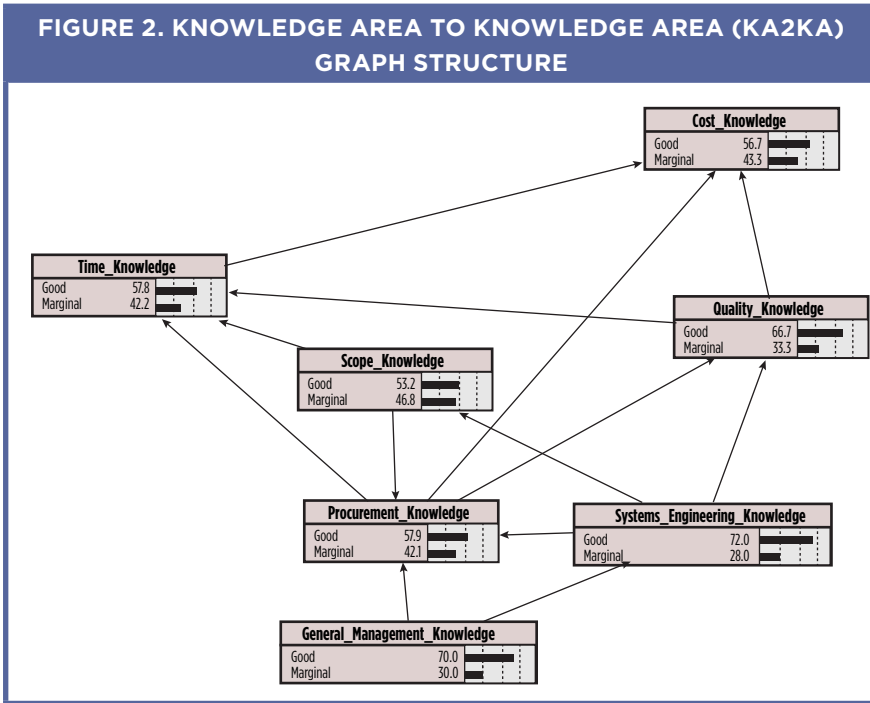 FIGURE 2. KNOWLEDGE AREA TO KNOWLEDGE AREA (KA2KA)
GRAPH STRUCTURE
Cost_Knowledge
Good 56.7
Marginal 43.3
Time_Knowledge
Good 57.8
Marginal 42.2
Quality_Knowledge
Good 66.7
Marginal 33.3
Scope_Knowledge
Good 53.2
Marginal 46.8
Procurement_Knowledge
Good 57.9
Marginal 42.1
Systems_Engineering_Knowledge
Good 72.0
Marginal 28.0
General_Management_Knowledge
Good 70.0
Marginal 30.0